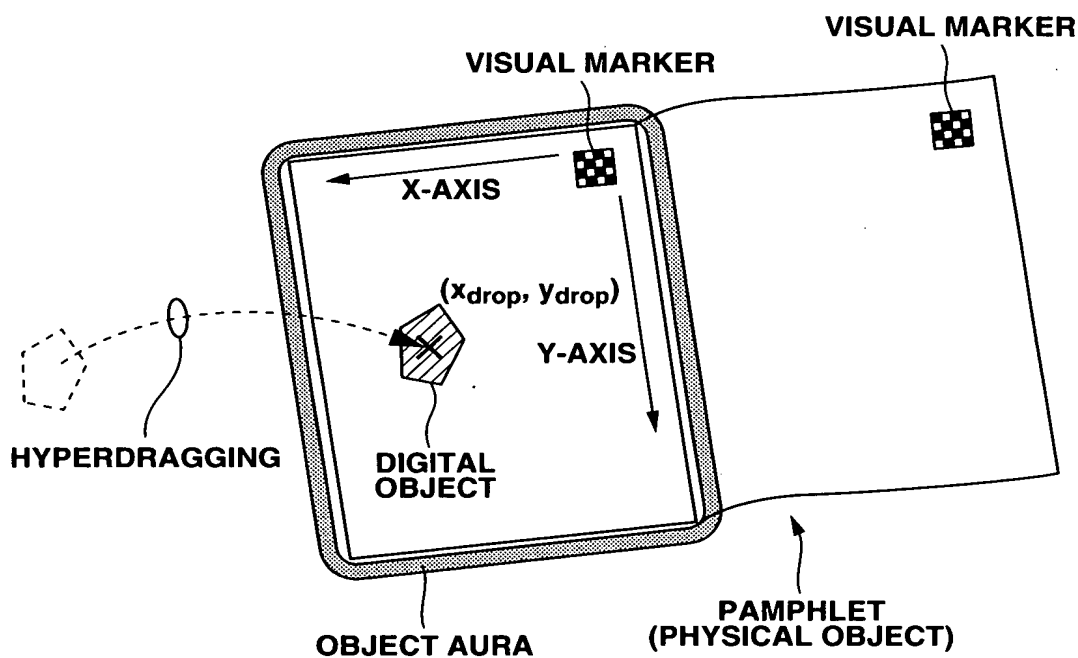 VISUAL MARKER
VISUAL MARKER
X-AXIS
(xdrop, ydrop)
Y-AXIS
HYPERDRAGGING
DIGITAL
OBJECT
PAMPHLET
(PHYSICAL OBJECT)
OBJECT AURA